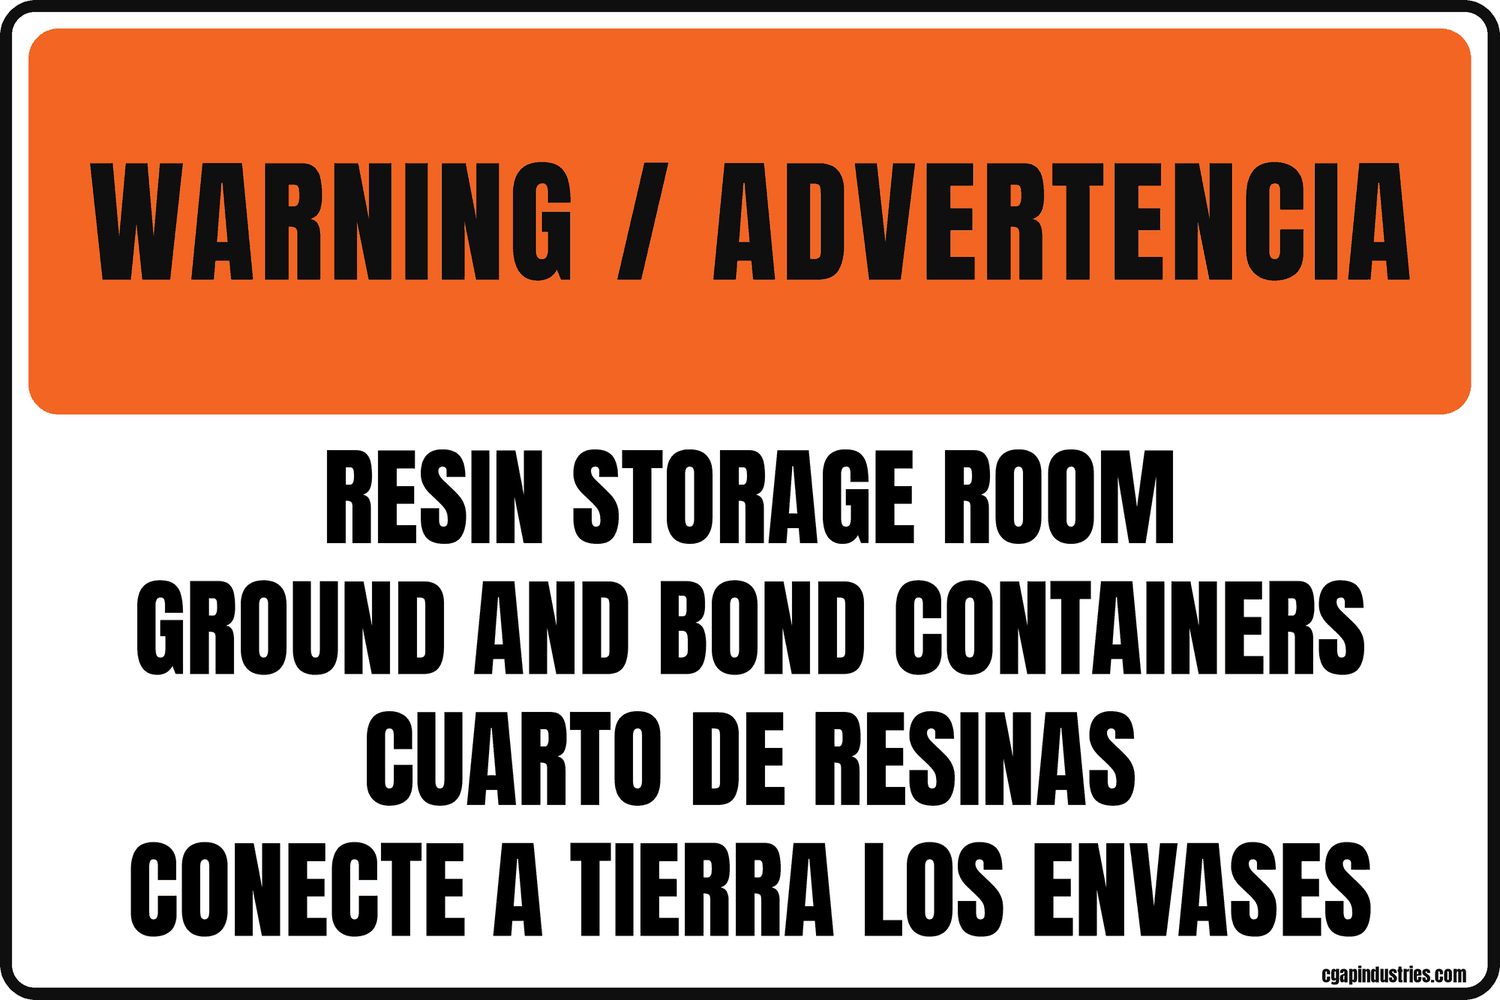 WARNING / ADVERTENCIA
RESIN STORAGE ROOM
GROUND AND BOND CONTAINERS
CUARTO DE RESINAS
CONECTE A TIERRA LOS ENVASES
cgapindustries.com